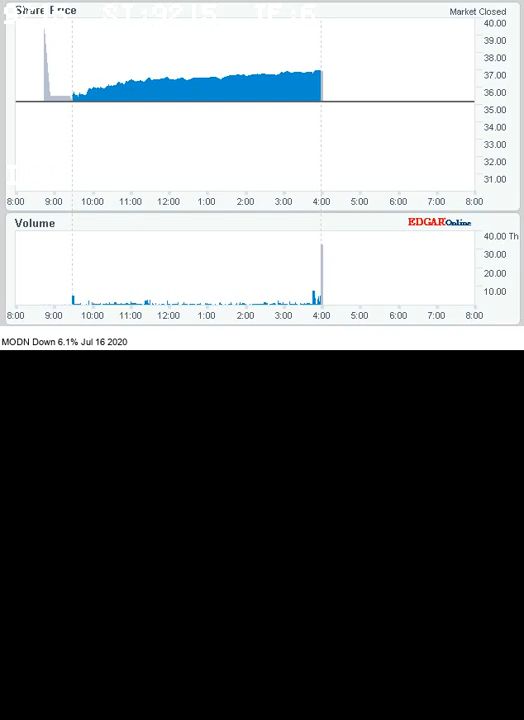 Share Price
Market Closed
40.00
39.00
38.00
37.00
36.00
35.00
34.00
33.00
32.00
31.00
8:00 9:00 10:00 11:00 12:00 1:00 2:00 3:00 4:00 5:00 6:00 7:00 8:00
Volume
EDGAROnline
40.00 Th
30.00
20.00
10.00
8:00 9:00 10:00 11:00 12:00 1:00 2:00 3:00 4:00 5:00 6:00 7:00 8:00
MODN Down 6.1% Jul 16 2020